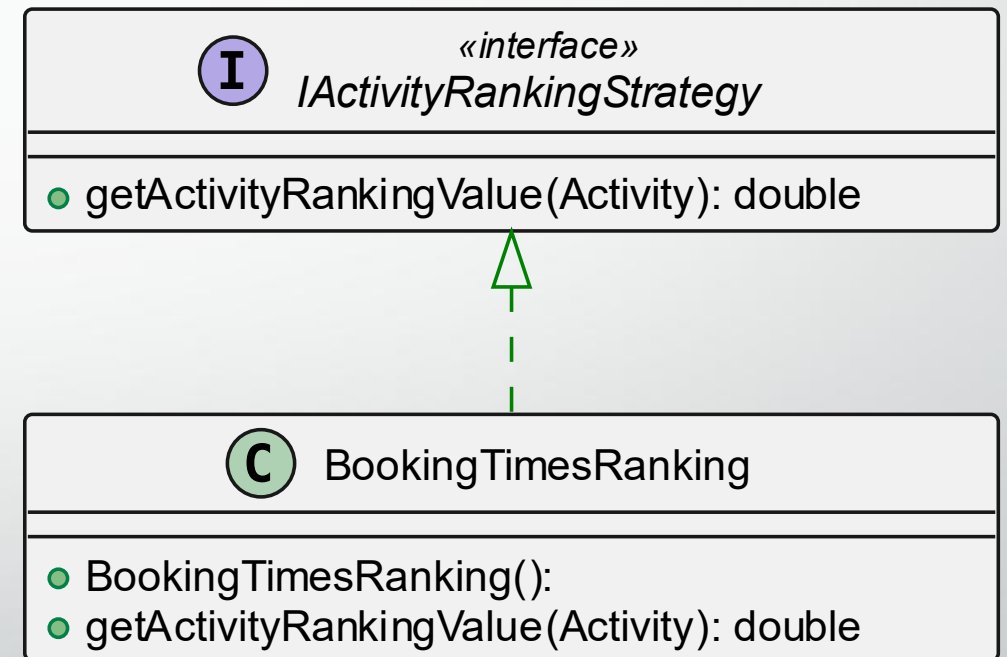 I
«interface»
IActivityRankingStrategy
getActivityRankingValue(Activity): double
C
BookingTimesRanking
BookingTimesRanking():
getActivityRankingValue(Activity): double